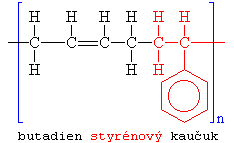 H H H H H H
C C C C C C
H H H
n
butadien styrénový kaučuk